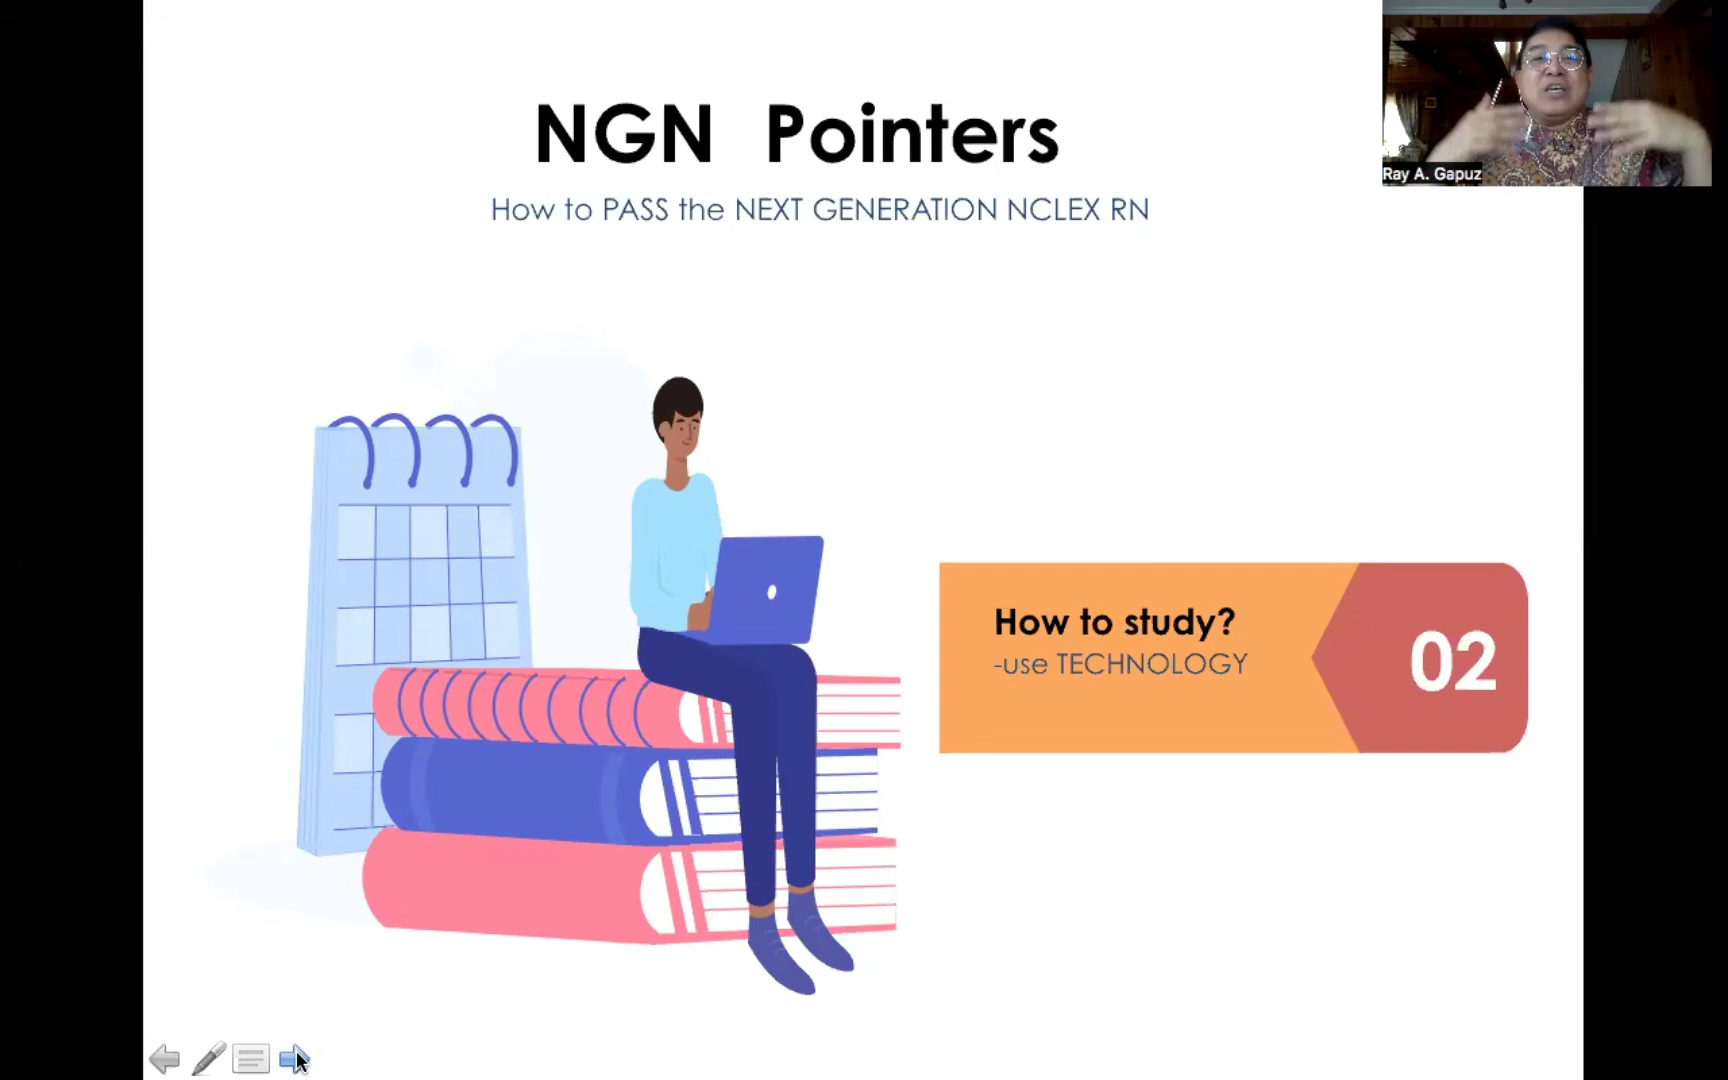 NGN Pointers
How to PASS the NEXT GENERATION NCLEX RN
Ray A. Gapuz
How to study?
-use TECHNOLOGY
02